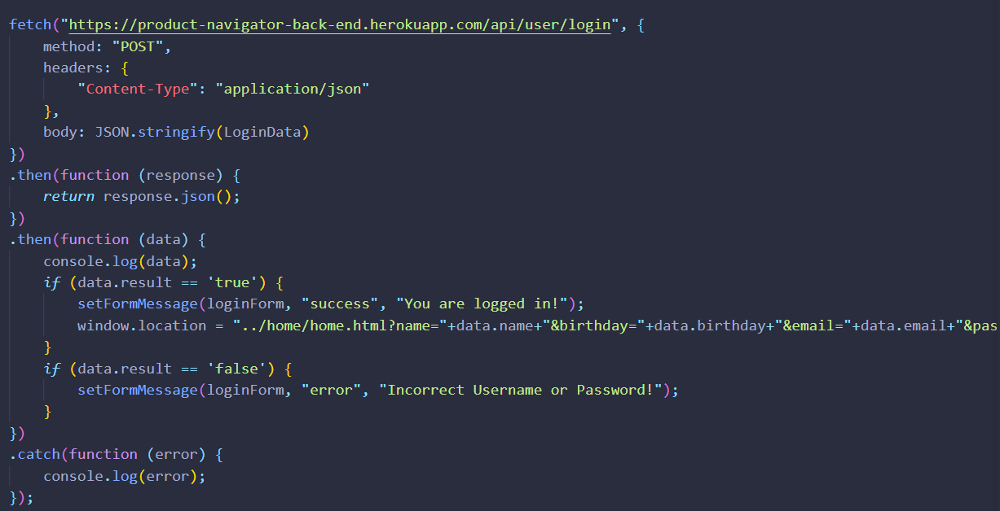 fetch("https://product-navigator-back-end.herokuapp.com/api/user/login", {
    method: "POST",
    headers: {
        "Content-Type": "application/json"
    },
    body: JSON.stringify(LoginData)
})
.then(function (response) {
    return response.json();
})
.then(function (data) {
    console.log(data);
    if (data.result == 'true') {
        setFormMessage(loginForm, "success", "You are logged in!");
        window.location = "../home/home.html?name="+data.name+"&birthday="+data.birthday+"&email="+data.email+"&pas
    }
    if (data.result == 'false') {
        setFormMessage(loginForm, "error", "Incorrect Username or Password!");
    }
})
.catch(function (error) {
    console.log(error);
});